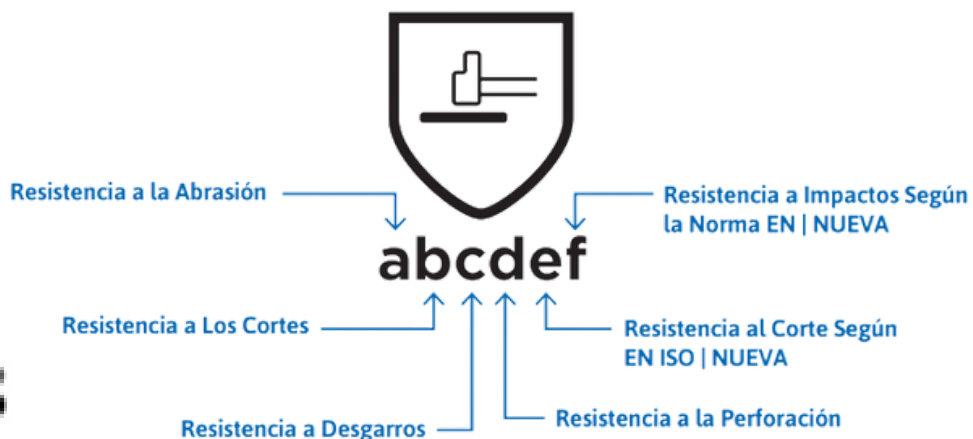 Resistencia a la Abrasión
Resistencia a Impactos Según
la Norma EN | NUEVA
abcdef
Resistencia a Los Cortes
Resistencia al Corte Según
EN ISO | NUEVA
Resistencia a Desgarros
Resistencia a la Perforación